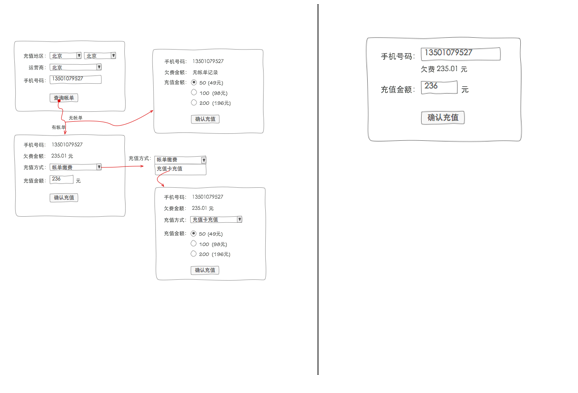 充值地区: 北京 北京
运营商: 北京
手机号码: 13501079527
查询帐单
无帐单
有帐单
手机号码: 13501079527
欠费金额: 无帐单记录
充值金额: 50 (49元)
100 (98元)
200 (196元)
确认充值
手机号码: 13501079527
欠费金额: 235.01 元
充值方式: 帐单缴费
充值金额: 236 元
确认充值
充值方式: 帐单缴费
充值卡充值
手机号码: 13501079527
欠费金额: 235.01 元
充值方式: 充值卡充值
充值金额: 50 (49元)
100 (98元)
200 (196元)
确认充值
手机号码: 13501079527
欠费 235.01 元
充值金额: 236 元
确认充值